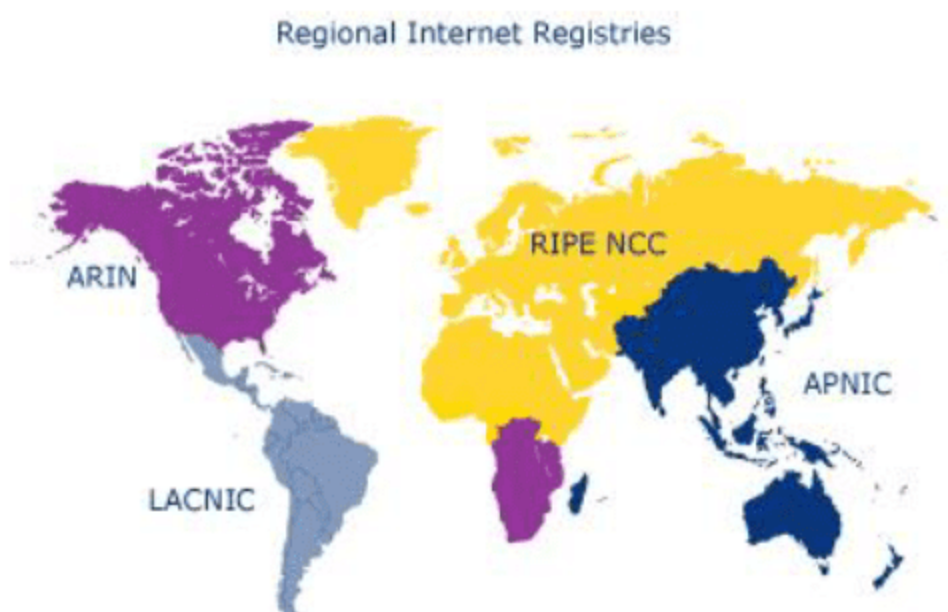 Regional Internet Registries
RIPE NCC
ARIN
APNIC
LACNIC